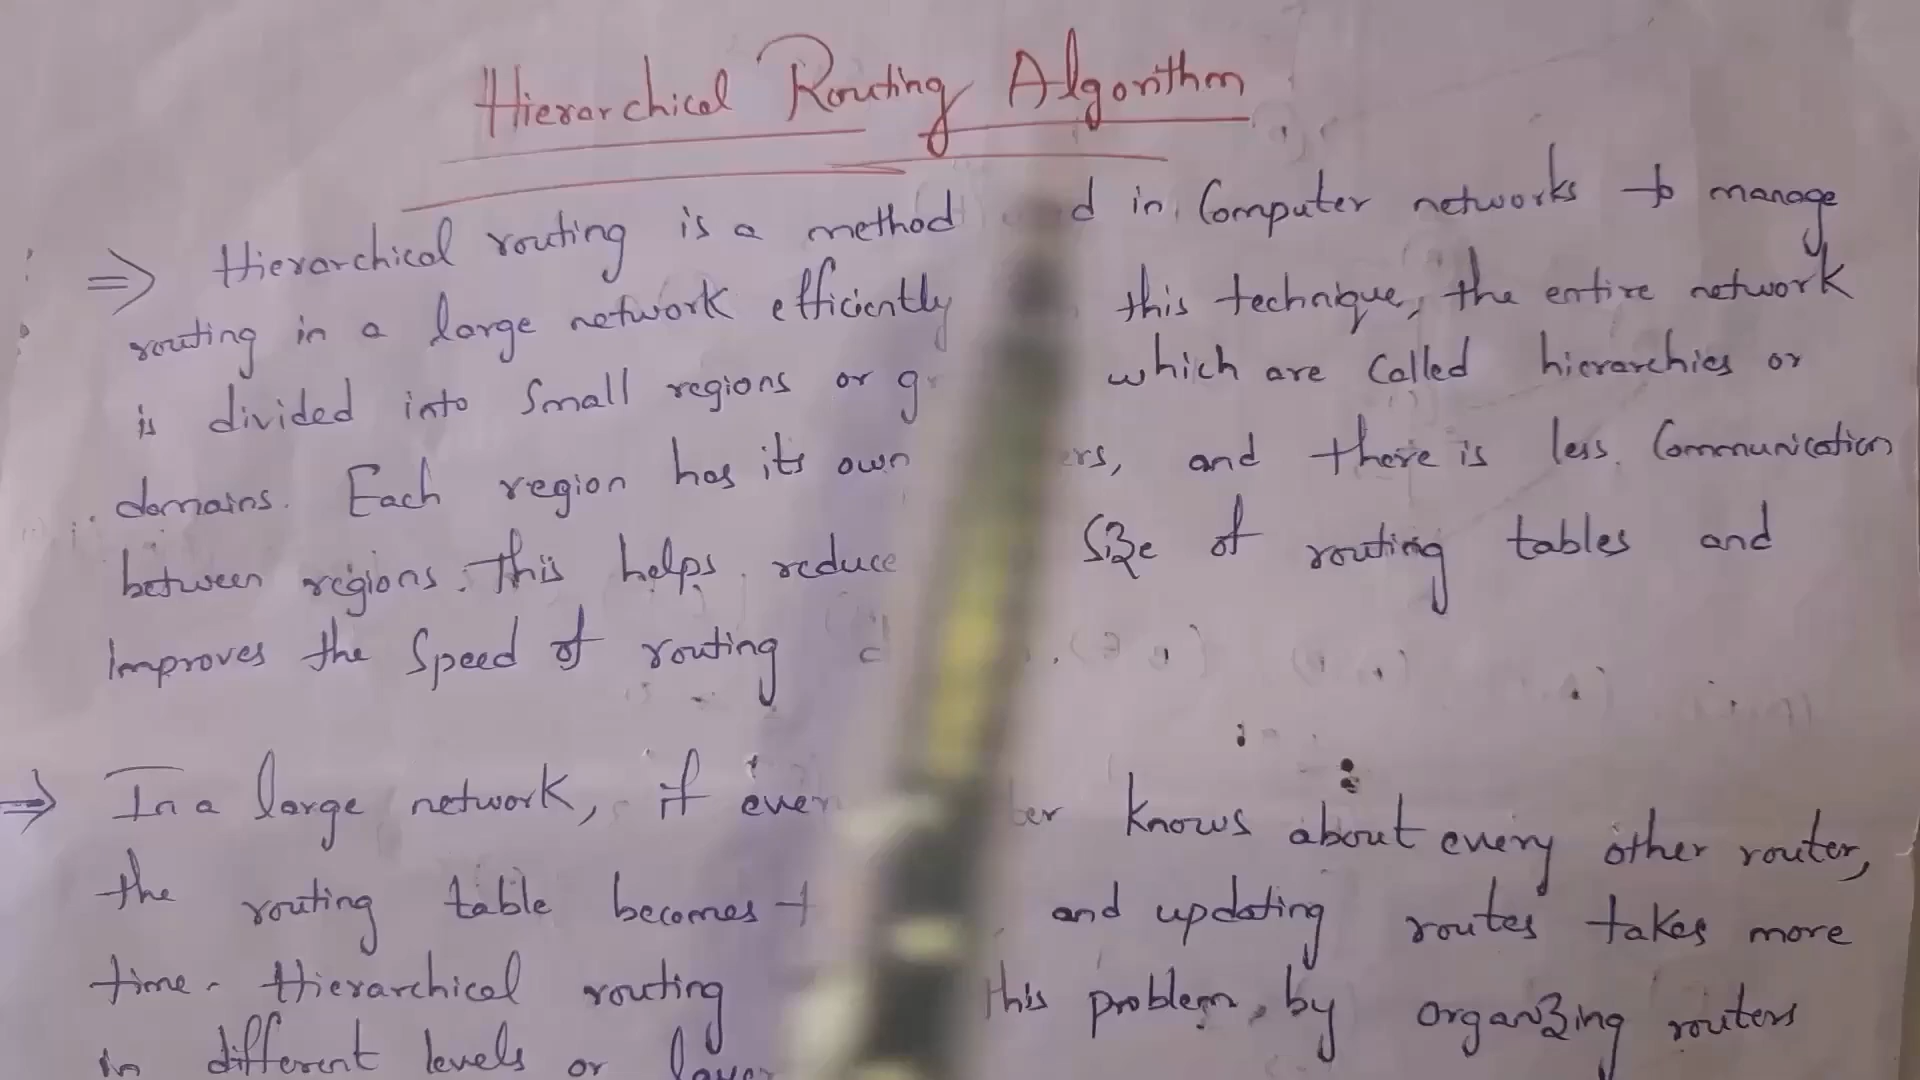 Hierarchical Routing Algorithm
⇒ Hierarchical routing is a method in Computer networks to manage
routing in a large network efficiently this technique, the entire network
is divided into Small regions or which are Called hierarchies or
domains. Each region has its own and there is less Communication
between regions. This helps reduce Size of routing tables and
improves the Speed of routing
⇒ In a large network, if knows about every other router,
the routing table becomes and updating routes takes more
time. Hierarchical routing this problem, by organizing routers
in different levels or